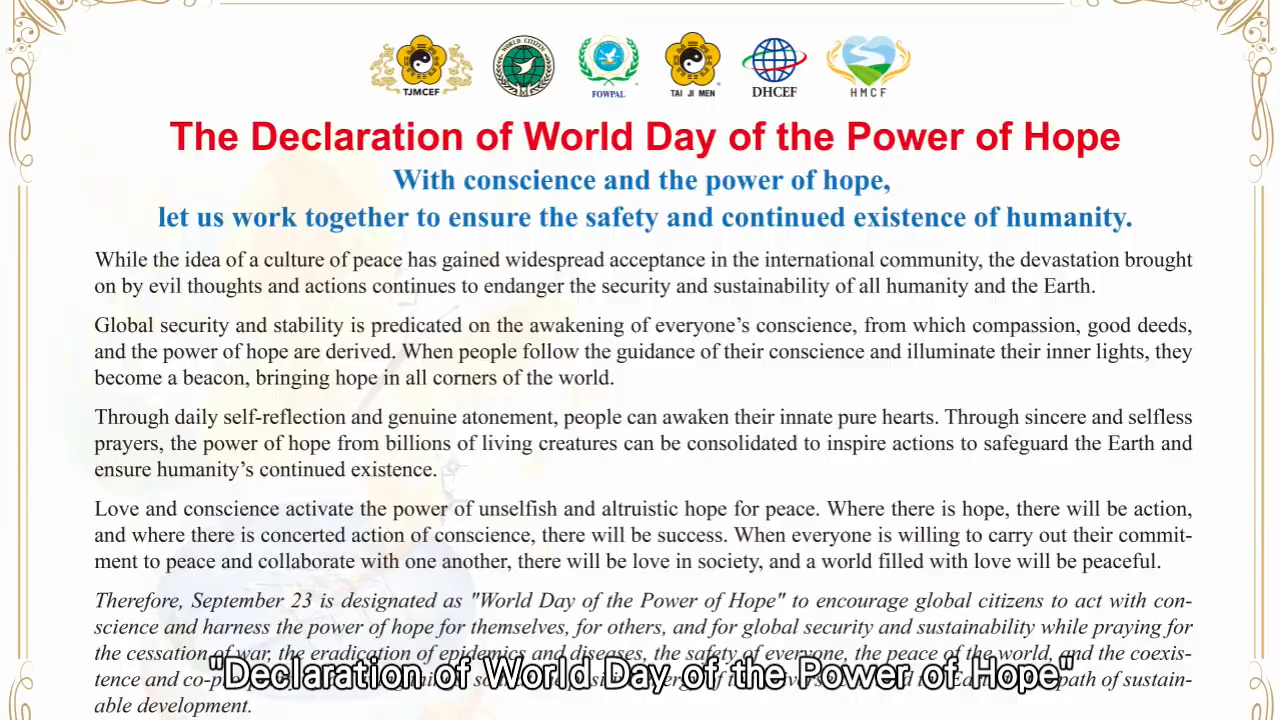 TJMCEF
WORLD CITIZEN
FOWPAL
TAI JI MEN
DHCEF
HMCF
The Declaration of World Day of the Power of Hope
With conscience and the power of hope,
let us work together to ensure the safety and continued existence of humanity.
While the idea of a culture of peace has gained widespread acceptance in the international community, the devastation brought
on by evil thoughts and actions continues to endanger the security and sustainability of all humanity and the Earth.
Global security and stability is predicated on the awakening of everyone's conscience, from which compassion, good deeds,
and the power of hope are derived. When people follow the guidance of their conscience and illuminate their inner lights, they
become a beacon, bringing hope in all corners of the world.
Through daily self-reflection and genuine atonement, people can awaken their innate pure hearts. Through sincere and selfless
prayers, the power of hope from billions of living creatures can be consolidated to inspire actions to safeguard the Earth and
ensure humanity's continued existence.
Love and conscience activate the power of unselfish and altruistic hope for peace. Where there is hope, there will be action,
and where there is concerted action of conscience, there will be success. When everyone is willing to carry out their commit-
ment to peace and collaborate with one another, there will be love in society, and a world filled with love will be peaceful.
Therefore, September 23 is designated as "World Day of the Power of Hope" to encourage global citizens to act with con-
science and harness the power of hope for themselves, for others, and for global security and sustainability while praying for
the cessation of war, the eradication of epidemics and diseases, the safety of everyone, the peace of the world, and the coexis-
tence and path of sustain-
able development.
"Declaration of World Day of the Power of Hope"